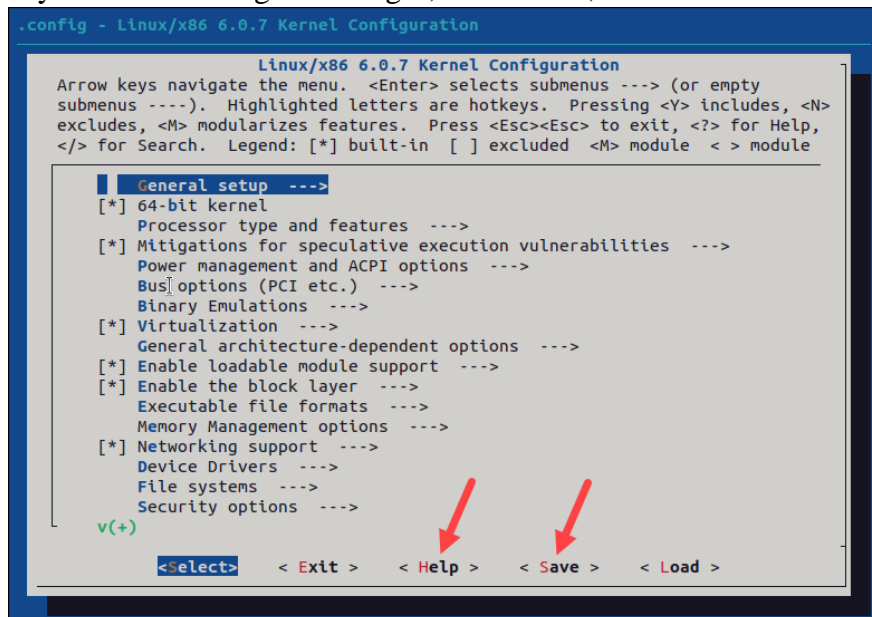 .config - Linux/x86 6.0.7 Kernel Configuration
Linux/x86 6.0.7 Kernel Configuration
Arrow keys navigate the menu. <Enter> selects submenus ---> (or empty
submenus ----). Highlighted letters are hotkeys. Pressing <Y> includes, <N>
excludes, <M> modularizes features. Press <Esc><Esc> to exit, <?> for Help,
</> for Search. Legend: [*] built-in [ ] excluded <M> module < > module
General setup --->
[*] 64-bit kernel
Processor type and features --->
[*] Mitigations for speculative execution vulnerabilities --->
Power management and ACPI options --->
Bus options (PCI etc.) --->
Binary Emulations --->
[*] Virtualization --->
General architecture-dependent options --->
[*] Enable loadable module support --->
[*] Enable the block layer --->
Executable file formats --->
Memory Management options --->
[*] Networking support --->
Device Drivers --->
File systems --->
Security options --->
v(+)
<Select> < Exit > < Help > < Save > < Load >